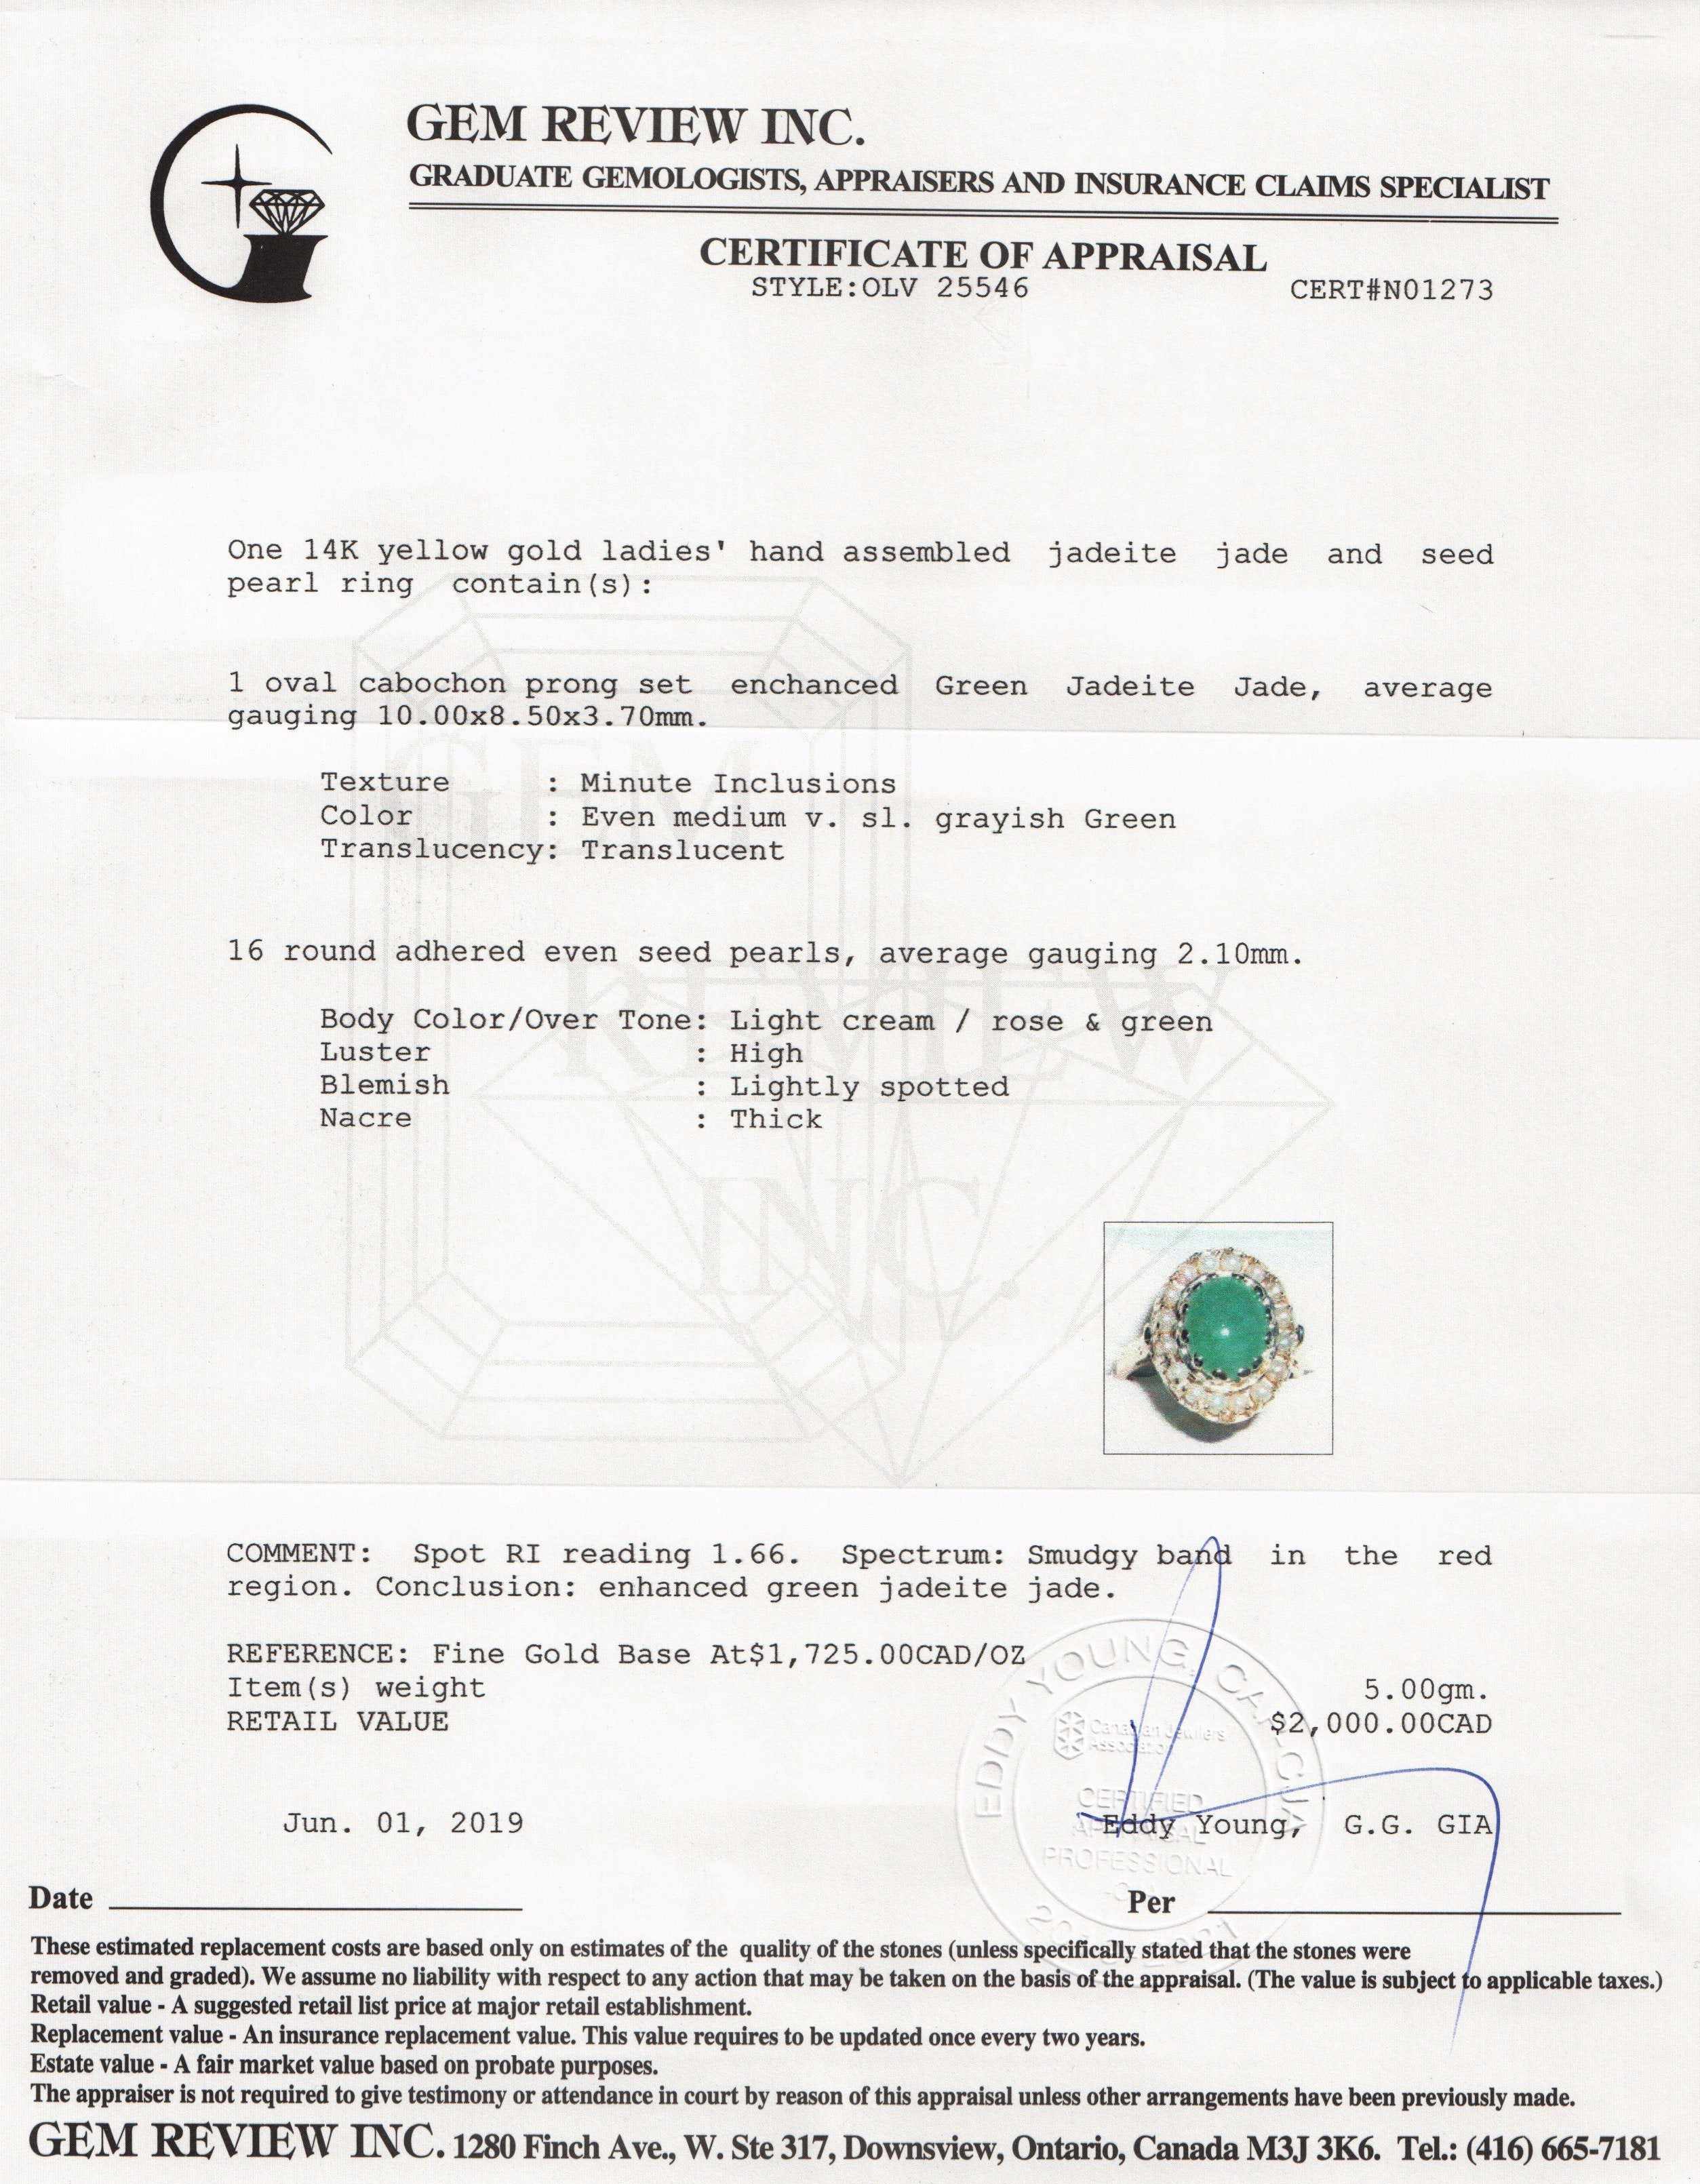 GEM REVIEW INC.
GRADUATE GEMOLOGISTS, APPRAISERS AND INSURANCE CLAIMS SPECIALIST
CERTIFICATE OF APPRAISAL
STYLE:OLV 25546
CERT#N01273
One 14K yellow gold ladies' hand assembled jadeite jade and seed
pearl ring contain(s):
1 oval cabochon prong set enchanced Green Jadeite Jade, average
gauging 10.00x8.50x3.70mm.
Texture : Minute Inclusions
Color : Even medium v. sl. grayish Green
Translucency: Translucent
16 round adhered even seed pearls, average gauging 2.10mm.
Body Color/Over Tone: Light cream / rose & green
Luster : High
Blemish : Lightly spotted
Nacre : Thick
GEM
REVIEW
INC.
COMMENT: Spot RI reading 1.66. Spectrum: Smudgy band in the red
region. Conclusion: enhanced green jadeite jade.
REFERENCE: Fine Gold Base At$1,725.00CAD/OZ
Item(s) weight 5.00gm.
RETAIL VALUE $2,000.00CAD
EDDY YOUNG, CAP-CJA
Canadian Jewellers
Association
CERTIFIED
APPRAISAL
PROFESSIONAL
Jun. 01, 2019
Eddy Young, G.G. GIA
Date
Per
These estimated replacement costs are based only on estimates of the quality of the stones (unless specifically stated that the stones were
removed and graded). We assume no liability with respect to any action that may be taken on the basis of the appraisal. (The value is subject to applicable taxes.)
Retail value - A suggested retail list price at major retail establishment.
Replacement value - An insurance replacement value. This value requires to be updated once every two years.
Estate value - A fair market value based on probate purposes.
The appraiser is not required to give testimony or attendance in court by reason of this appraisal unless other arrangements have been previously made.
GEM REVIEW INC. 1280 Finch Ave., W. Ste 317, Downsview, Ontario, Canada M3J 3K6. Tel.: (416) 665-7181